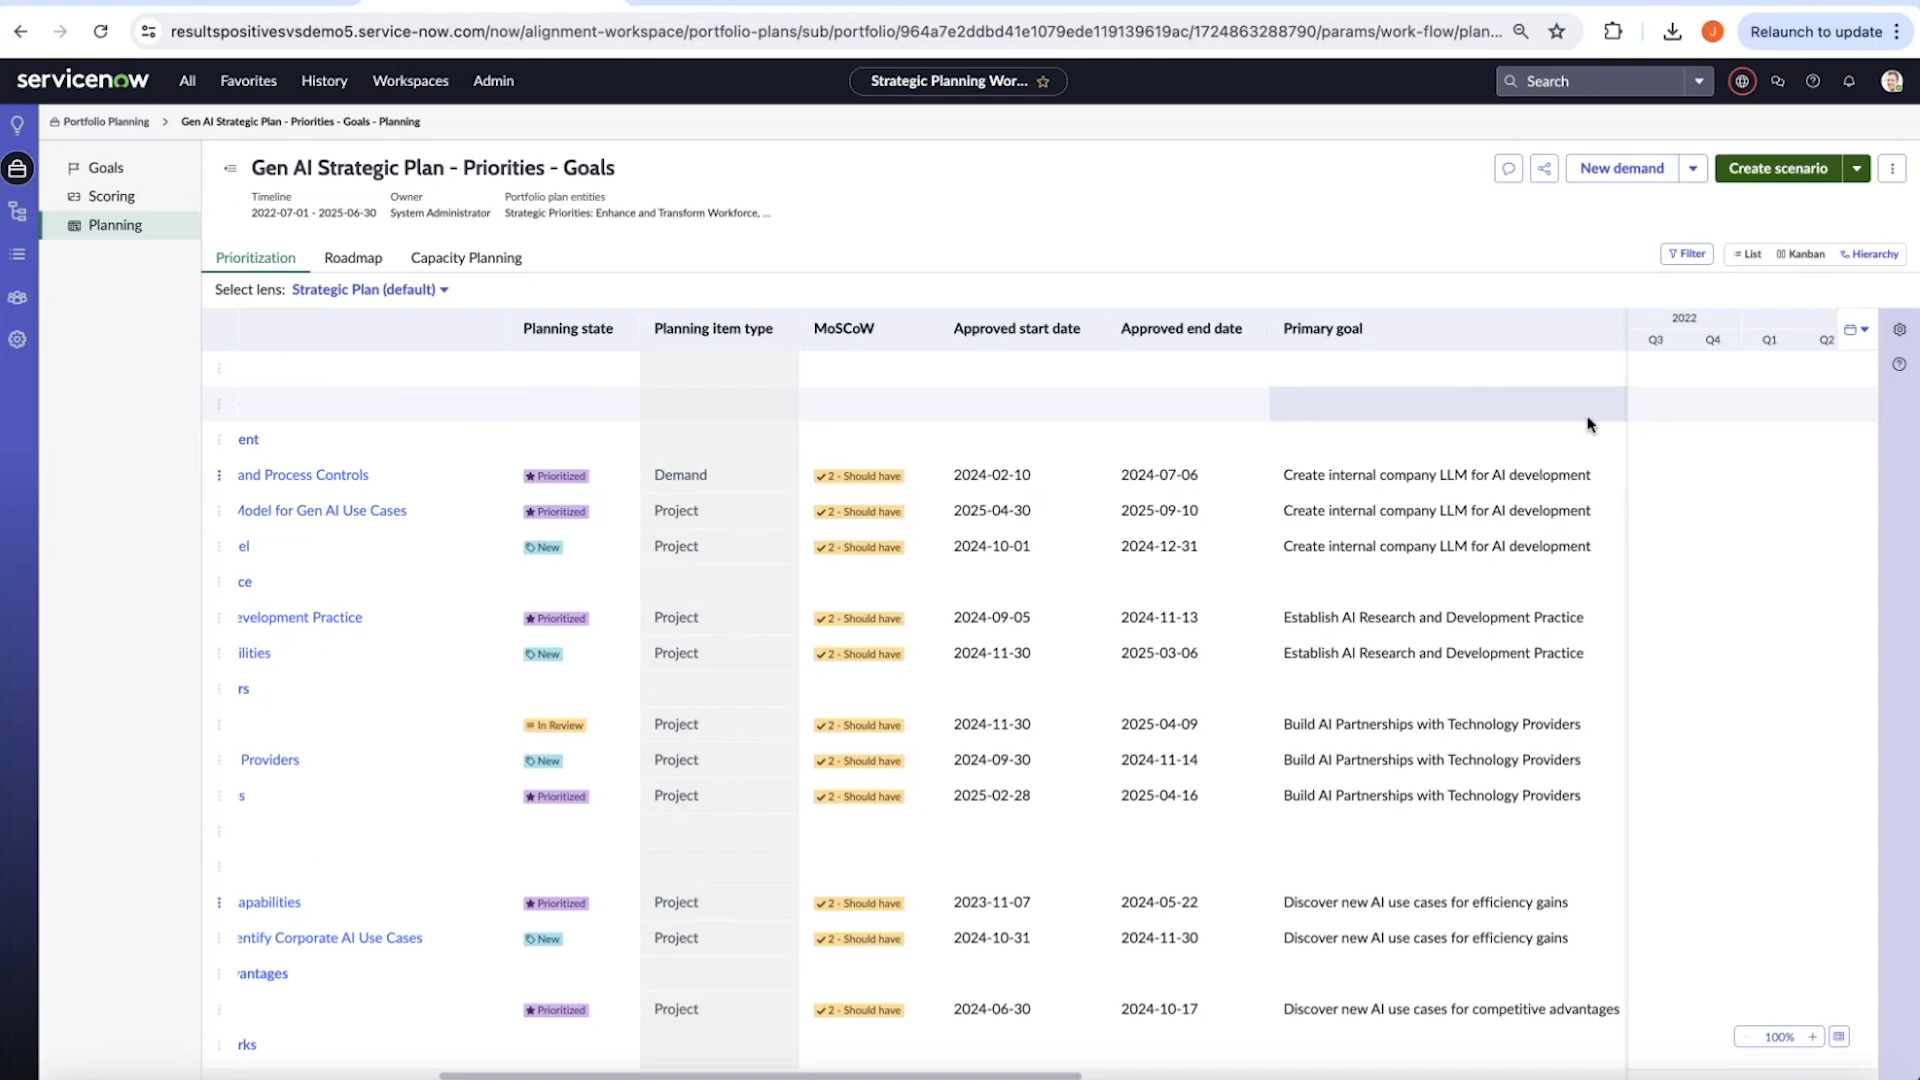 resultspositivesvsdemo5.service-now.com/now/alignment-workspace/portfolio-plans/sub/portfolio/964a7e2ddbd41e1079ede119139619ac/1724863288790/params/work-flow/plan...
J
Relaunch to update
servicenow
All
Favorites
History
Workspaces
Admin
Strategic Planning Wor...
Search
Portfolio Planning > Gen AI Strategic Plan - Priorities - Goals - Planning
Goals
Scoring
Planning
Gen AI Strategic Plan - Priorities - Goals
Timeline
2022-07-01 - 2025-06-30
Owner
System Administrator
Portfolio plan entities
Strategic Priorities: Enhance and Transform Workforce, ...
New demand
Create scenario
Prioritization
Roadmap
Capacity Planning
Filter
List
Kanban
Hierarchy
Select lens: Strategic Plan (default)
Planning state Planning item type MoSCoW Approved start date Approved end date Primary goal
2022
Q3 Q4 Q1 Q2
ent
and Process Controls Prioritized Demand 2 - Should have 2024-02-10 2024-07-06 Create internal company LLM for AI development
Model for Gen AI Use Cases Prioritized Project 2 - Should have 2025-04-30 2025-09-10 Create internal company LLM for AI development
el New Project 2 - Should have 2024-10-01 2024-12-31 Create internal company LLM for AI development
ce
evelopment Practice Prioritized Project 2 - Should have 2024-09-05 2024-11-13 Establish AI Research and Development Practice
ilities New Project 2 - Should have 2024-11-30 2025-03-06 Establish AI Research and Development Practice
rs
In Review Project 2 - Should have 2024-11-30 2025-04-09 Build AI Partnerships with Technology Providers
Providers New Project 2 - Should have 2024-09-30 2024-11-14 Build AI Partnerships with Technology Providers
s Prioritized Project 2 - Should have 2025-02-28 2025-04-16 Build AI Partnerships with Technology Providers
apabilities Prioritized Project 2 - Should have 2023-11-07 2024-05-22 Discover new AI use cases for efficiency gains
entify Corporate AI Use Cases New Project 2 - Should have 2024-10-31 2024-11-30 Discover new AI use cases for efficiency gains
vantages
Prioritized Project 2 - Should have 2024-06-30 2024-10-17 Discover new AI use cases for competitive advantages
rks
- 100% +